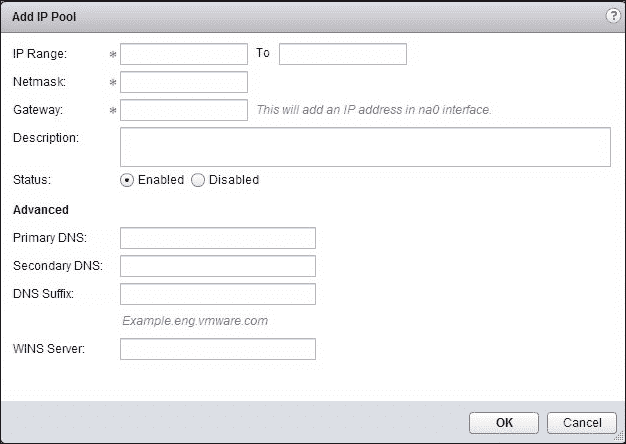 Add IP Pool ?
IP Range: * To
Netmask: *
Gateway: * This will add an IP address in na0 interface.
Description:
Status: Enabled Disabled
Advanced
Primary DNS:
Secondary DNS:
DNS Suffix:
Example.eng.vmware.com
WINS Server:
OK Cancel